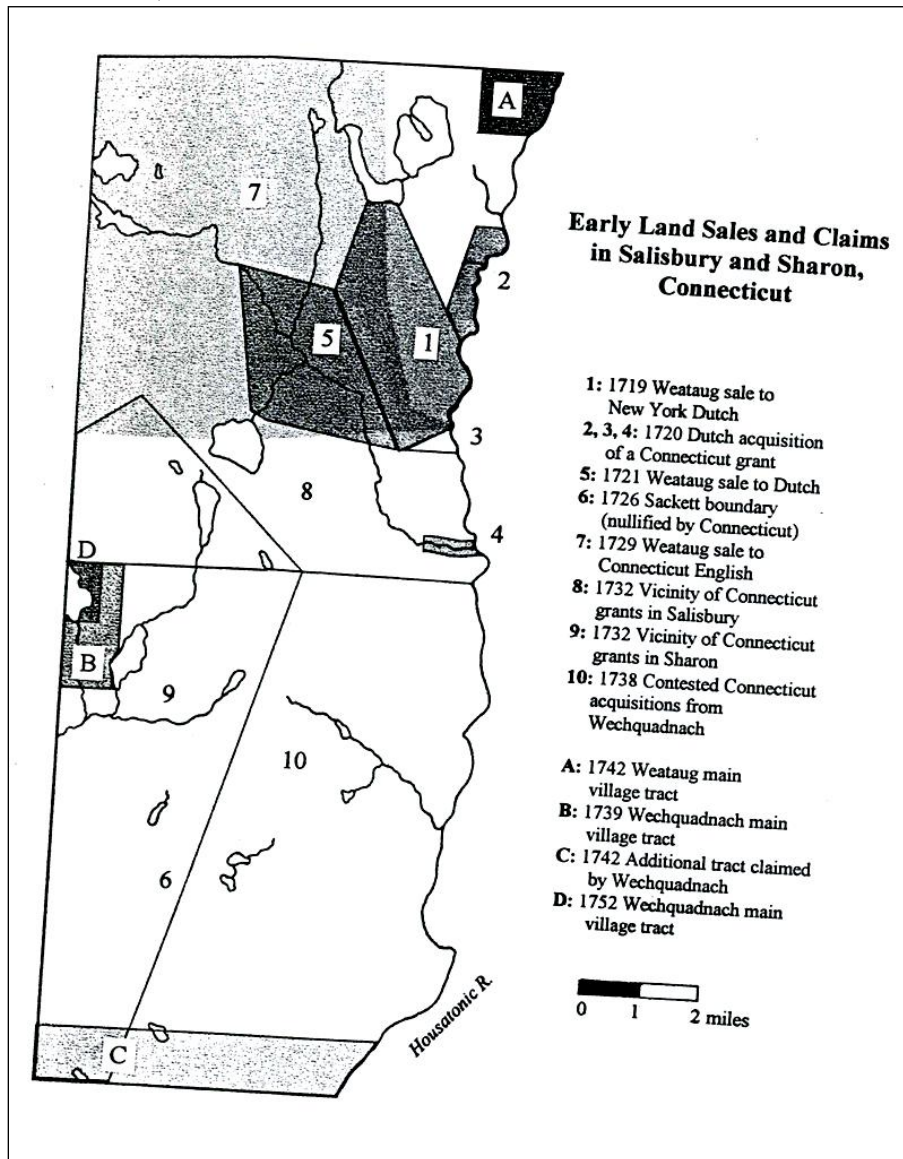 A
7
Early Land Sales and Claims
in Salisbury and Sharon,
Connecticut
2
5
1
1: 1719 Weataug sale to
New York Dutch
2, 3, 4: 1720 Dutch acquisition
of a Connecticut grant
5: 1721 Weataug sale to Dutch
6: 1726 Sackett boundary
(nullified by Connecticut)
7: 1729 Weataug sale to
Connecticut English
8: 1732 Vicinity of Connecticut
grants in Salisbury
9: 1732 Vicinity of Connecticut
grants in Sharon
10: 1738 Contested Connecticut
acquisitions from
Wechquadnach
3
8
4
D
B
9
10
A: 1742 Weataug main
village tract
B: 1739 Wechquadnach main
village tract
C: 1742 Additional tract claimed
by Wechquadnach
D: 1752 Wechquadnach main
village tract
6
0 1 2 miles
Housatonic R.
C